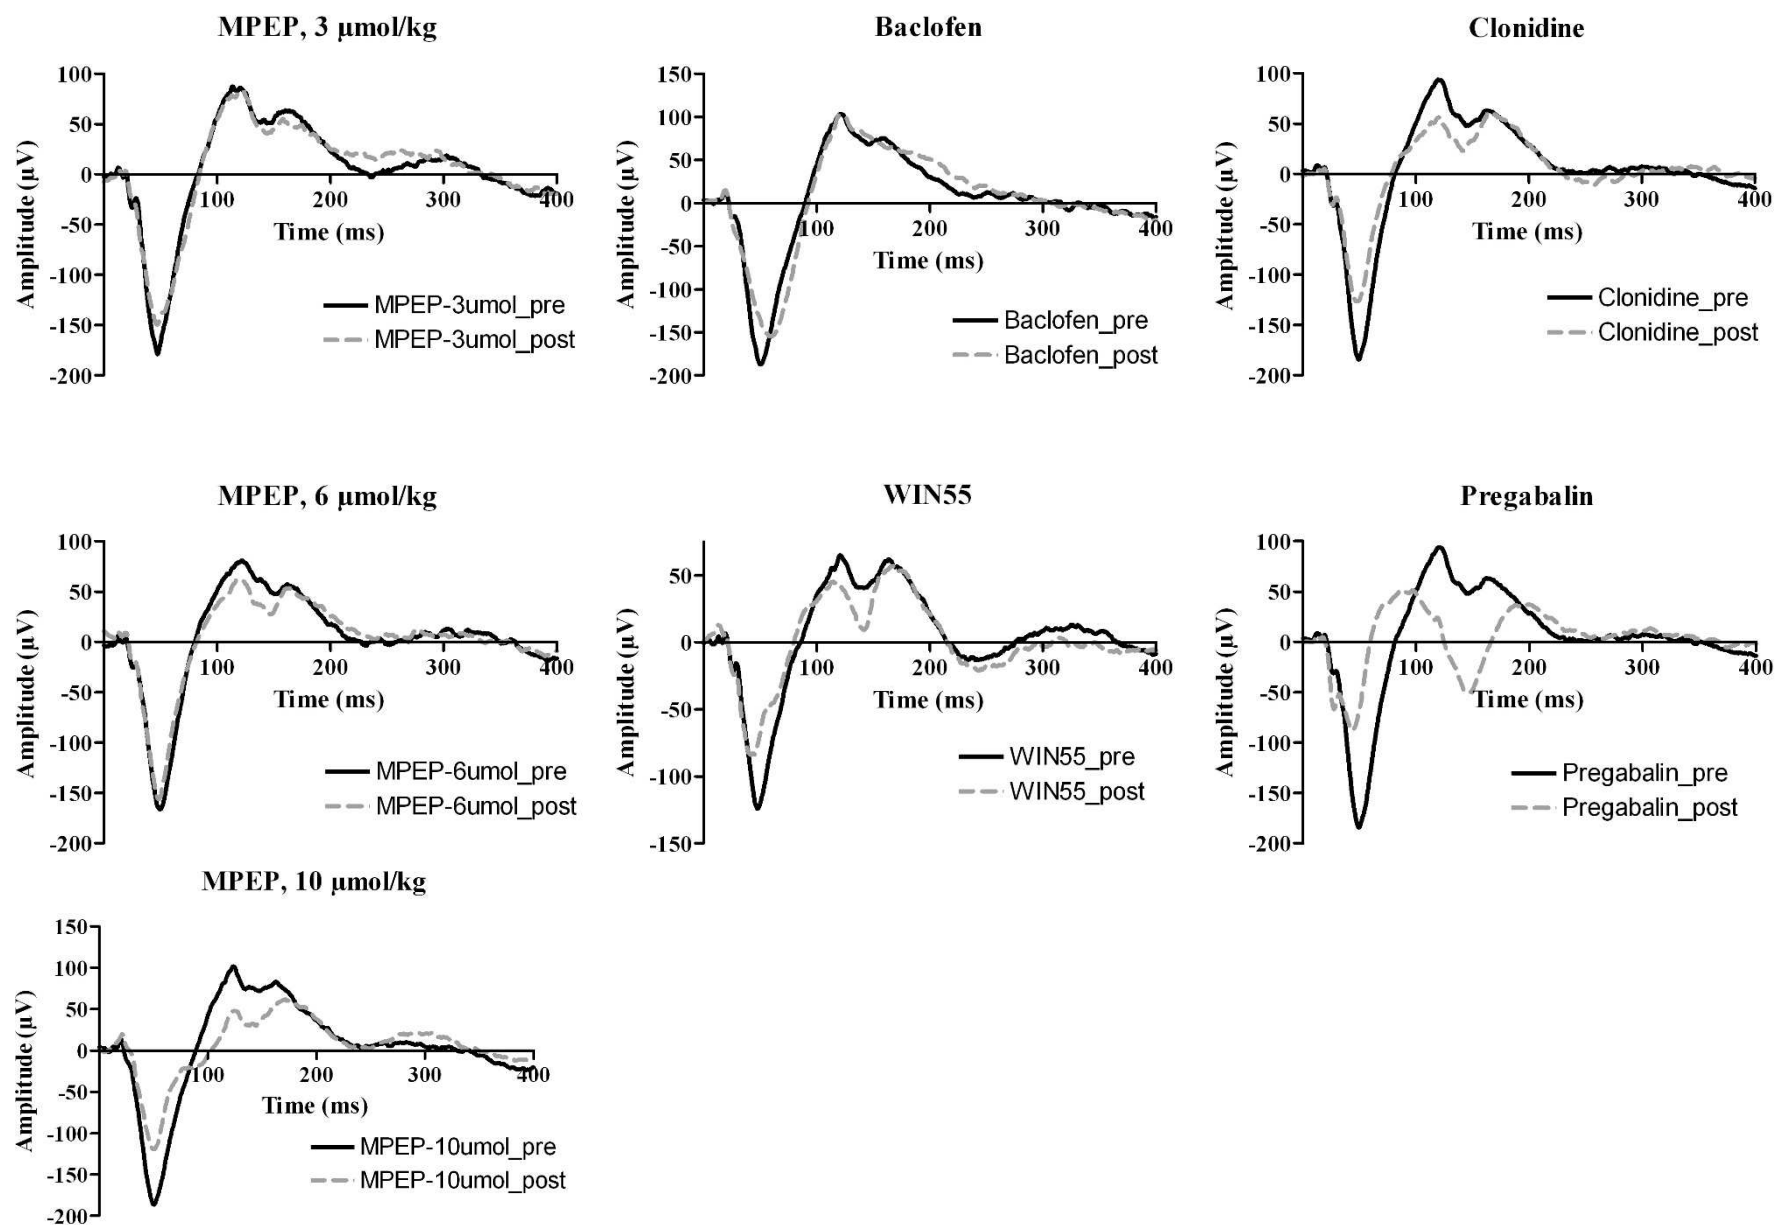 MPEP, 3 µmol/kg
100
50
0
-50
-100
-150
-200
Amplitude (µV)
100
200
300
400
Time (ms)
MPEP-3umol_pre
MPEP-3umol_post
Baclofen
150
100
50
0
-50
-100
-150
-200
Amplitude (µV)
100
200
300
400
Time (ms)
Baclofen_pre
Baclofen_post
Clonidine
100
50
0
-50
-100
-150
-200
Amplitude (µV)
100
200
300
400
Time (ms)
Clonidine_pre
Clonidine_post
MPEP, 6 µmol/kg
100
50
0
-50
-100
-150
-200
Amplitude (µV)
100
200
300
400
Time (ms)
MPEP-6umol_pre
MPEP-6umol_post
WIN55
50
0
-50
-100
-150
Amplitude (µV)
100
200
300
400
Time (ms)
WIN55_pre
WIN55_post
Pregabalin
100
50
0
-50
-100
-150
-200
Amplitude (µV)
100
200
300
400
Time (ms)
Pregabalin_pre
Pregabalin_post
MPEP, 10 µmol/kg
150
100
50
0
-50
-100
-150
-200
Amplitude (µV)
100
200
300
400
Time (ms)
MPEP-10umol_pre
MPEP-10umol_post